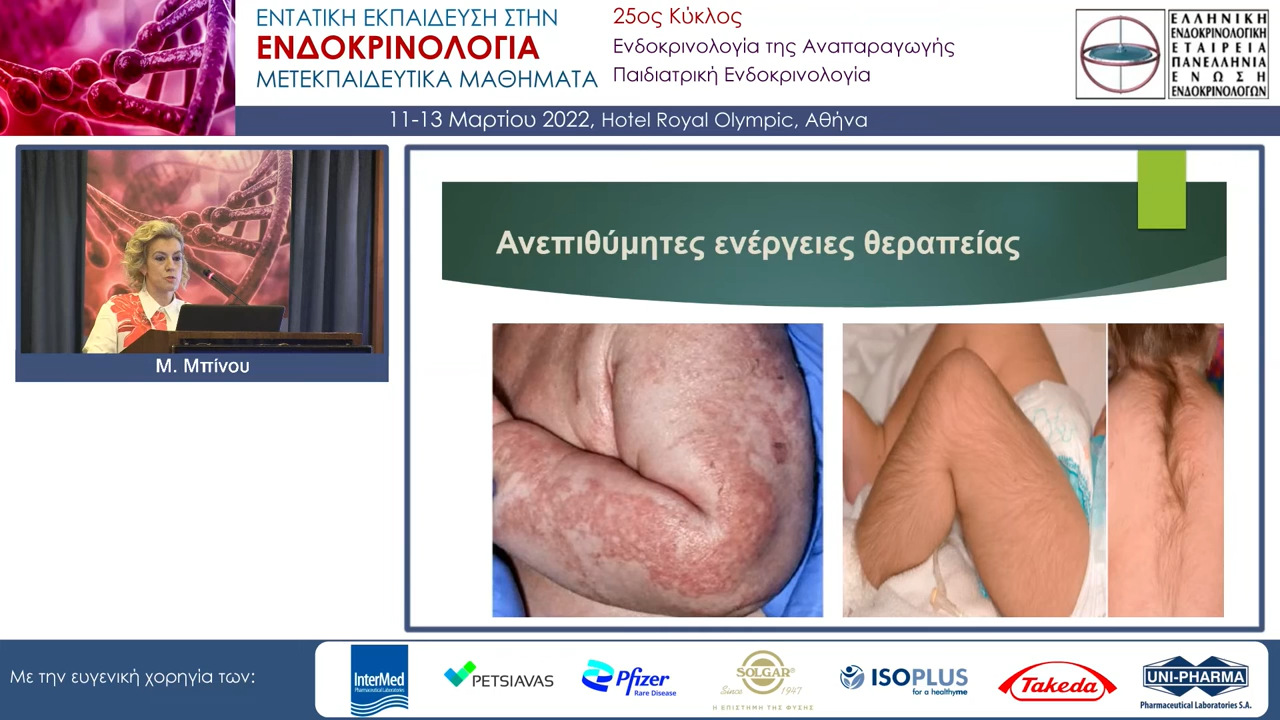 ΕΝΤΑΤΙΚΗ ΕΚΠΑΙΔΕΥΣΗ ΣΤΗΝ
ΕΝΔΟΚΡΙΝΟΛΟΓΙΑ
ΜΕΤΕΚΠΑΙΔΕΥΤΙΚΑ ΜΑΘΗΜΑΤΑ
25ος Κύκλος
Ενδοκρινολογία της Αναπαραγωγής
Παιδιατρική Ενδοκρινολογία
ΕΛΛΗΝΙΚΗ
ΕΝΔΟΚΡΙΝΟΛΟΓΙΚΗ
ΕΤΑΙΡΕΙΑ
ΠΑΝΕΛΛΗΝΙΑ
ΕΝΩΣΗ
ΕΝΔΟΚΡΙΝΟΛΟΓΩΝ
11-13 Μαρτίου 2022, Hotel Royal Olympic, Αθήνα
Μ. Μπίνου
Ανεπιθύμητες ενέργειες θεραπείας
Με την ευγενική χορηγία των:
InterMed
Pharmaceutical Laboratories
PETSIAVAS
Pfizer
Rare Disease
SOLGAR®
Since 1947
Η ΕΠΙΣΤΗΜΗ ΤΗΣ ΦΥΣΗΣ
ISOPLUS
for a healthyme
Takeda
UNI-PHARMA
Pharmaceutical Laboratories S.A.